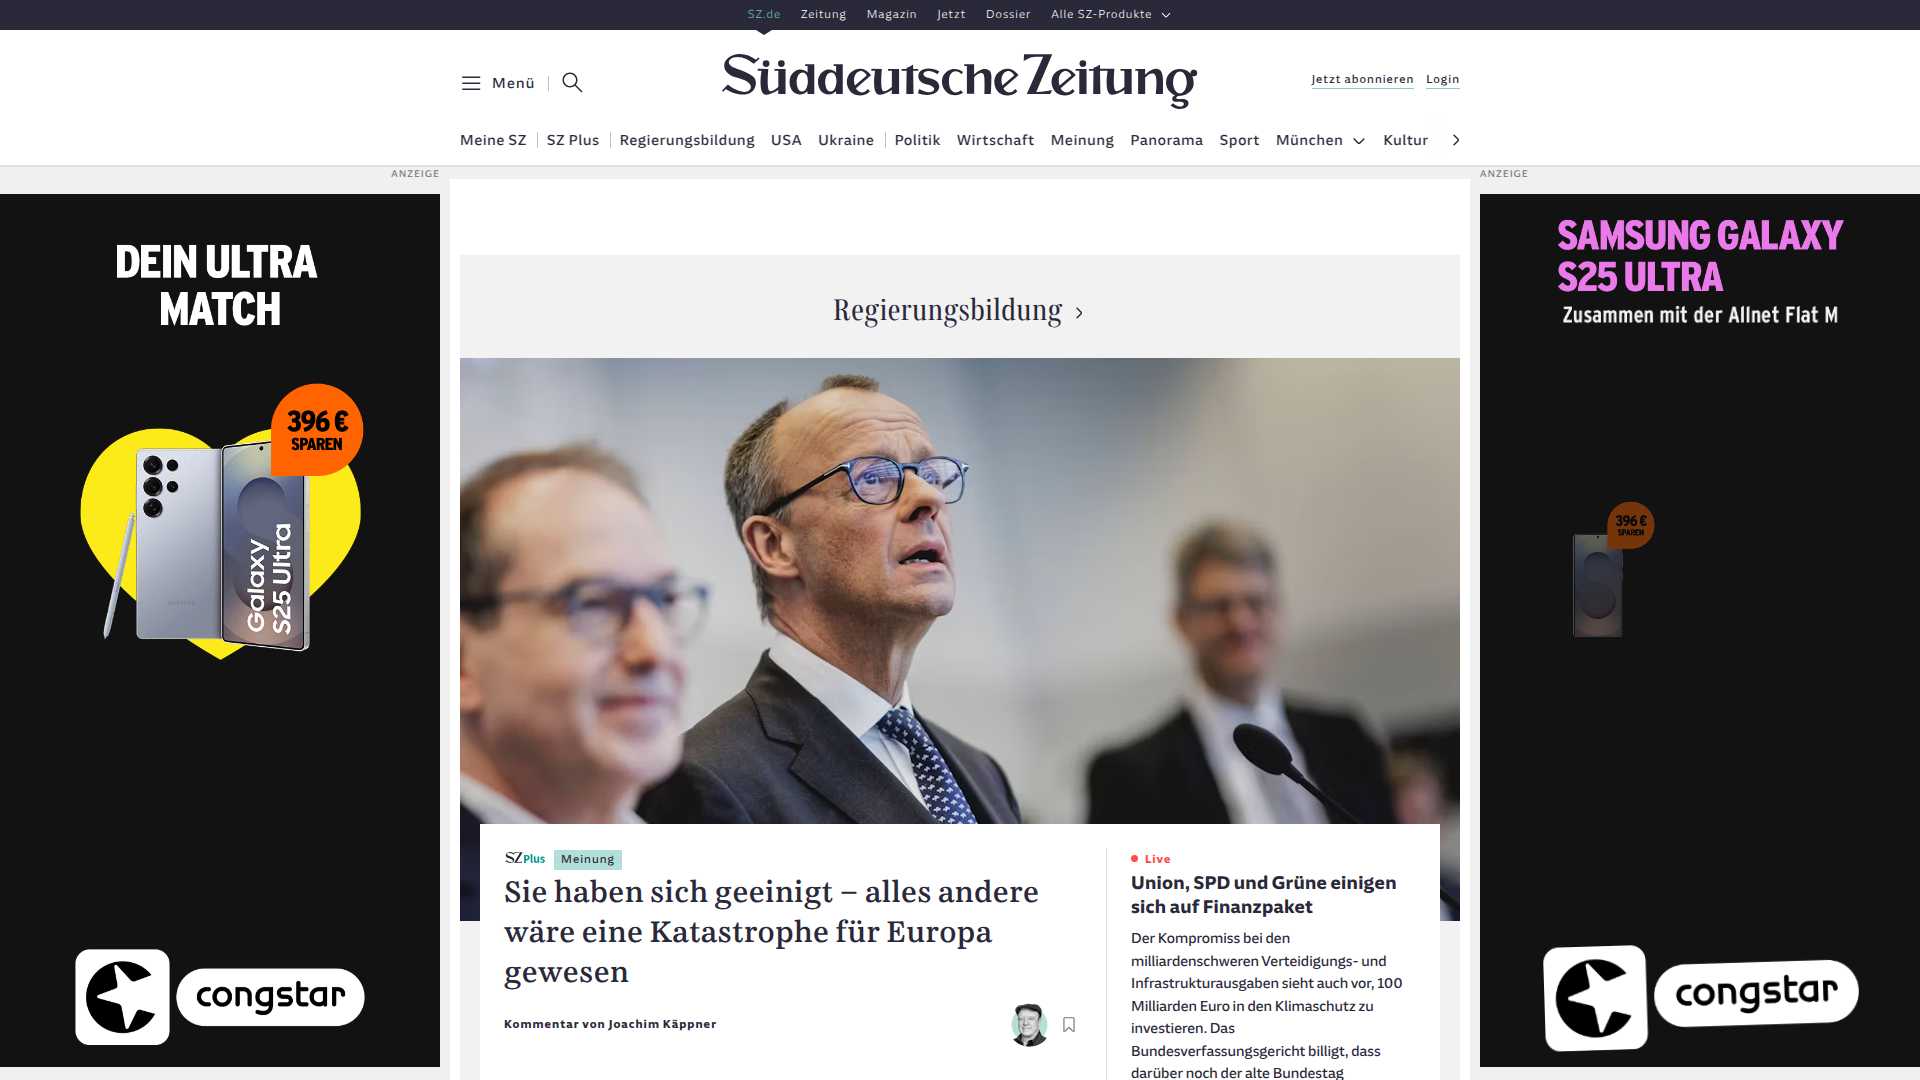 SZ.de Zeitung Magazin Jetzt Dossier Alle SZ-Produkte
Menü
Süddeutsche Zeitung
Jetzt abonnieren Login
Meine SZ SZ Plus Regierungsbildung USA Ukraine Politik Wirtschaft Meinung Panorama Sport München Kultur
ANZEIGE
ANZEIGE
DEIN ULTRA
MATCH
396 €
SPAREN
Galaxy
S25 Ultra
SAMSUNG
congstar
Regierungsbildung
SZ Plus Meinung
Sie haben sich geeinigt – alles andere
wäre eine Katastrophe für Europa
gewesen
Kommentar von Joachim Käppner
Live
Union, SPD und Grüne einigen
sich auf Finanzpaket
Der Kompromiss bei den
milliardenschweren Verteidigungs- und
Infrastrukturausgaben sieht auch vor, 100
Milliarden Euro in den Klimaschutz zu
investieren. Das
Bundesverfassungsgericht billigt, dass
darüber noch der alte Bundestag
SAMSUNG GALAXY
S25 ULTRA
Zusammen mit der Allnet Flat M
396 €
SPAREN
congstar